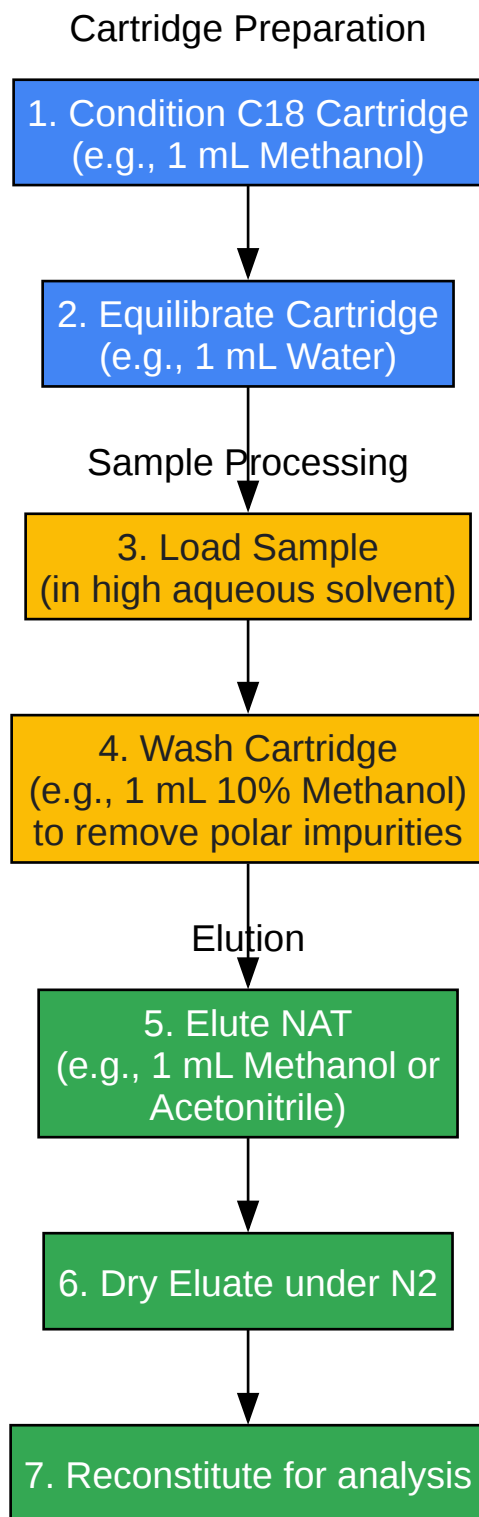 Cartridge Preparation
1. Condition C18 Cartridge
(e.g., 1 mL Methanol)
2. Equilibrate Cartridge
(e.g., 1 mL Water)
Sample Processing
3. Load Sample
(in high aqueous solvent)
4. Wash Cartridge
(e.g., 1 mL 10% Methanol)
to remove polar impurities
Elution
5. Elute NAT
(e.g., 1 mL Methanol or
Acetonitrile)
6. Dry Eluate under N2
7. Reconstitute for analysis